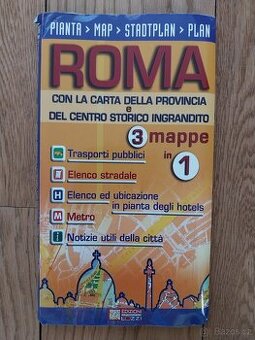 PIANTA > MAP > STADTPLAN > PLAN
ROMA
CON LA CARTA DELLA PROVINCIA
e
DEL CENTRO STORICO INGRANDITO
3 mappe
in
1
Trasporti pubblici
Elenco stradale
H Elenco ed ubicazione
in pianta degli hotels
M Metro
i Notizie utili della città
EDIZIONI